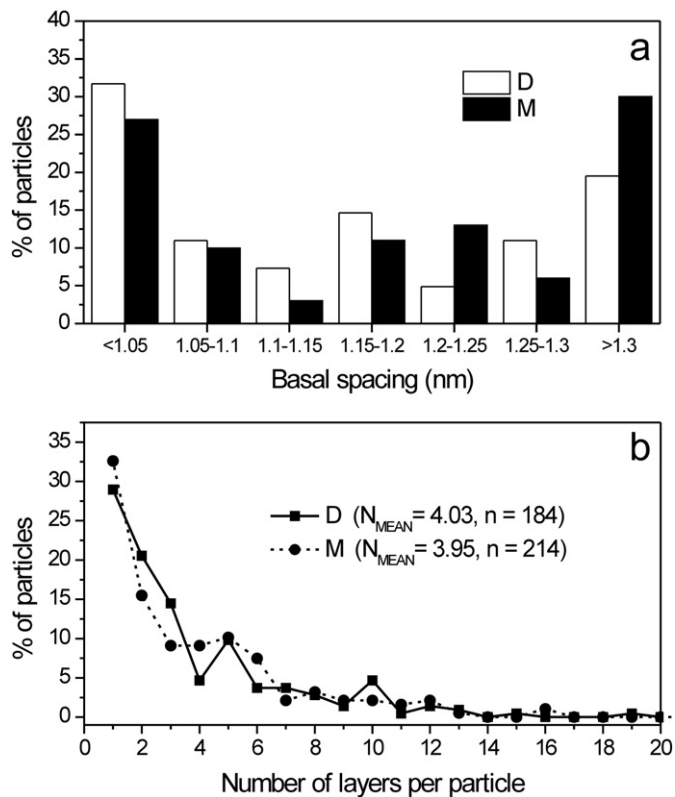 40
a
35
D
30
M
25
20
15
10
5
0
% of particles
<1.05 1.05-1.1 1.1-1.15 1.15-1.2 1.2-1.25 1.25-1.3 >1.3
Basal spacing (nm)
b
35
30
D (NMEAN = 4.03, n = 184)
25
M (NMEAN = 3.95, n = 214)
20
15
10
5
0
% of particles
0 2 4 6 8 10 12 14 16 18 20
Number of layers per particle